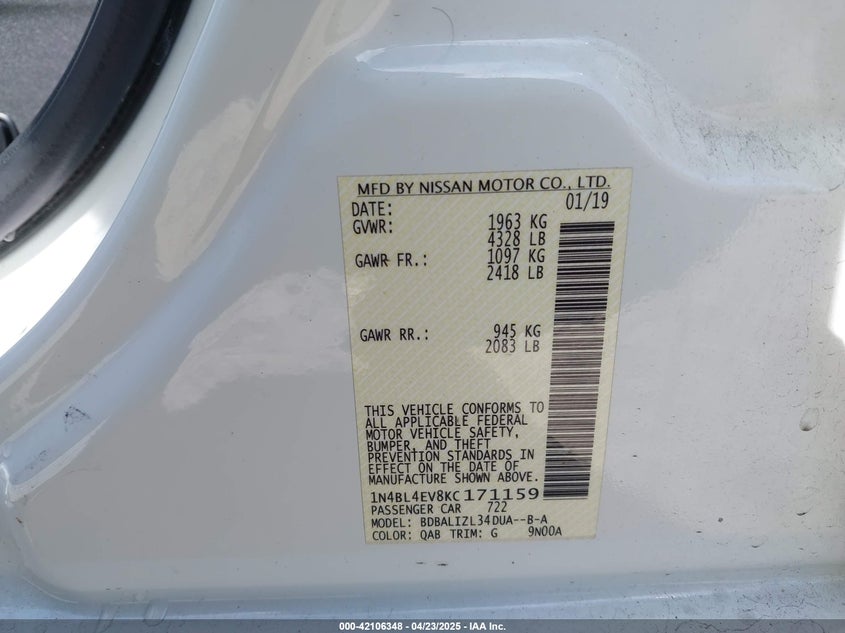 MFD BY NISSAN MOTOR CO., LTD.
DATE: 01/19
GVWR: 1963 KG
4328 LB
GAWR FR.: 1097 KG
2418 LB
GAWR RR.: 945 KG
2083 LB
THIS VEHICLE CONFORMS TO
ALL APPLICABLE FEDERAL
MOTOR VEHICLE SAFETY,
BUMPER, AND THEFT
PREVENTION STANDARDS IN
EFFECT ON THE DATE OF
MANUFACTURE SHOWN ABOVE.
1N4BL4EV8KC171159
PASSENGER CAR 722
MODEL: BDBALIZL34DUA--B-A
COLOR: QAB TRIM: G 9N00A
000-42106348 | 04/23/2025 - IAA Inc.